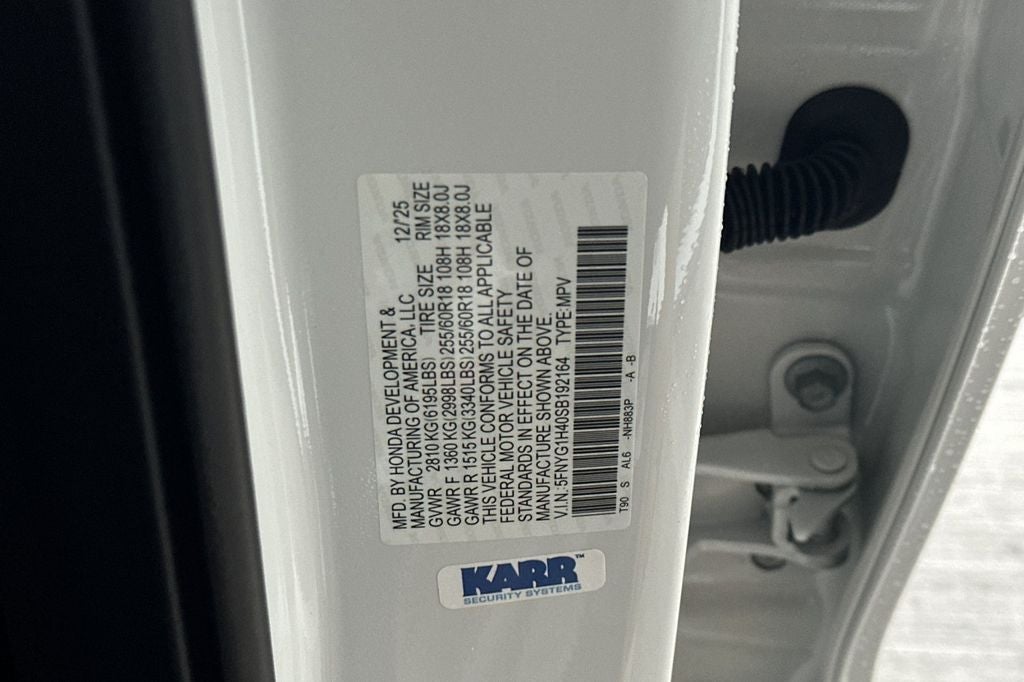 MFD. BY HONDA DEVELOPMENT &
MANUFACTURING OF AMERICA, LLC 12/'25
GVWR 2810 KG(6195LBS) TIRE SIZE RIM SIZE
GAWR F 1360 KG(2998LBS) 255/60R18 108H 18X8.0J
GAWR R 1515 KG(3340LBS) 255/60R18 108H 18X8.0J
THIS VEHICLE CONFORMS TO ALL APPLICABLE
FEDERAL MOTOR VEHICLE SAFETY
STANDARDS IN EFFECT ON THE DATE OF
MANUFACTURE SHOWN ABOVE.
V.I.N.:5FNYG1H40SB192164 TYPE:MPV
T90 S AL6 -NH883P -A -B
KARR™
SECURITY SYSTEMS